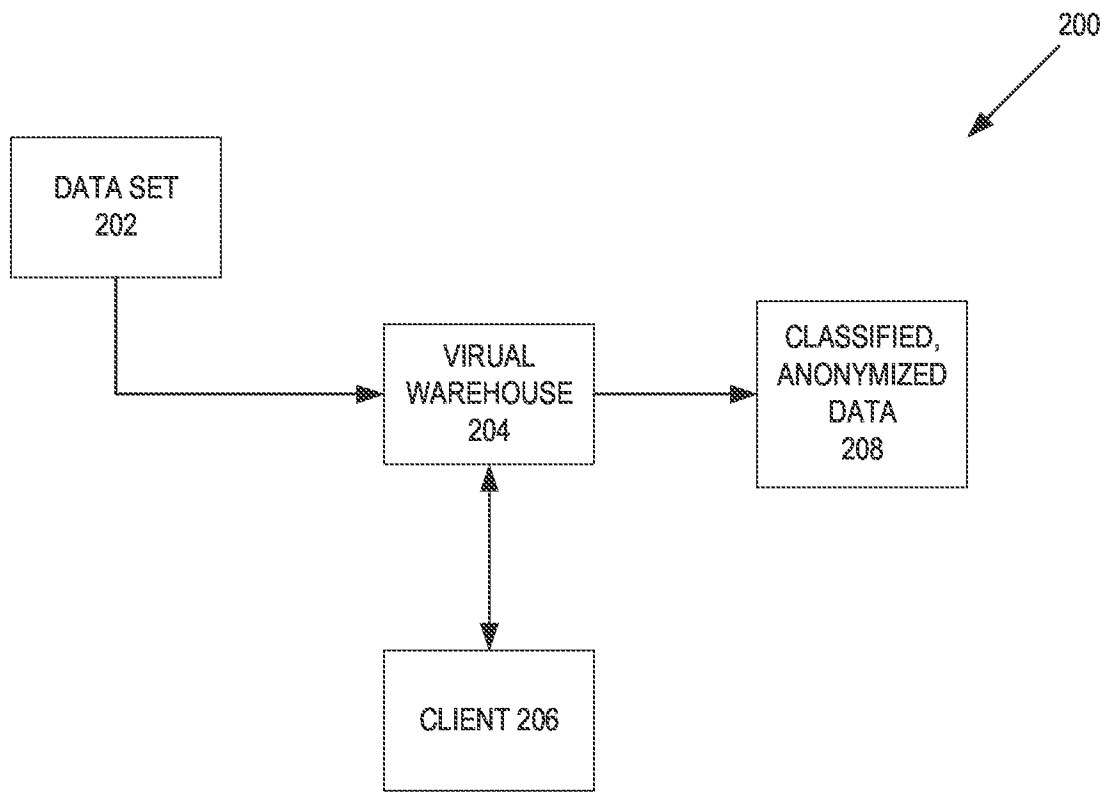 200
DATA SET
202
VIRUAL
WAREHOUSE
204
CLASSIFIED,
ANONYMIZED
DATA
208
CLIENT 206